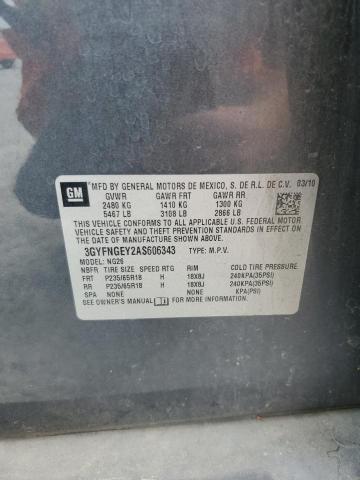 GM
MFD BY GENERAL MOTORS DE MEXICO, S. DE R.L. DE C.V. 03/10
GVWR GAWR FRT GAWR RR
2480 KG 1410 KG 1300 KG
5467 LB 3108 LB 2866 LB
THIS VEHICLE CONFORMS TO ALL APPLICABLE U.S. FEDERAL MOTOR
VEHICLE SAFETY AND THEFT PREVENTION STANDARDS IN EFFECT
ON THE DATE OF MANUFACTURE SHOWN ABOVE.
3GYFNGEY2AS606343 TYPE: M.P.V.
MODEL: NG26
NBFR TIRE SIZE SPEED RTG RIM COLD TIRE PRESSURE
FRT P235/65R18 H 18X8J 240KPA(35PSI)
RR P235/65R18 H 18X8J 240KPA(35PSI)
SPA NONE NONE KPA(PSI)
SEE OWNER'S MANUAL